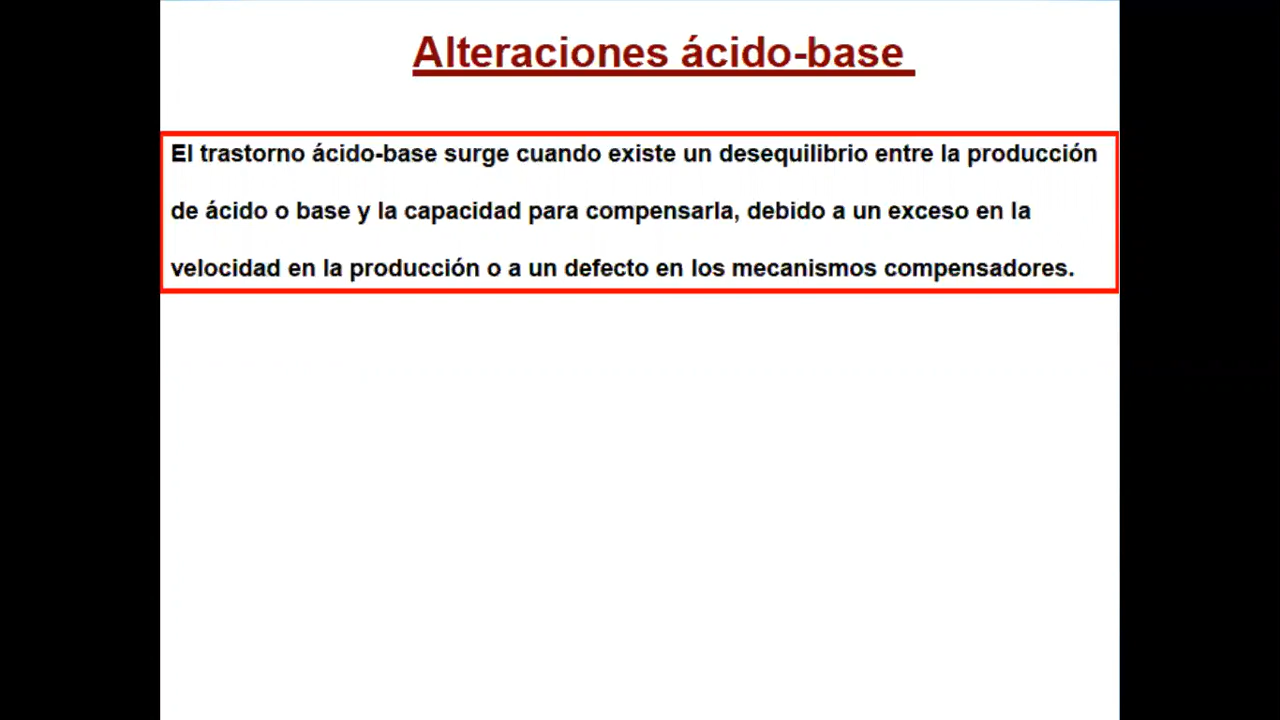 Alteraciones ácido-base
El trastorno ácido-base surge cuando existe un desequilibrio entre la producción
de ácido o base y la capacidad para compensarla, debido a un exceso en la
velocidad en la producción o a un defecto en los mecanismos compensadores.